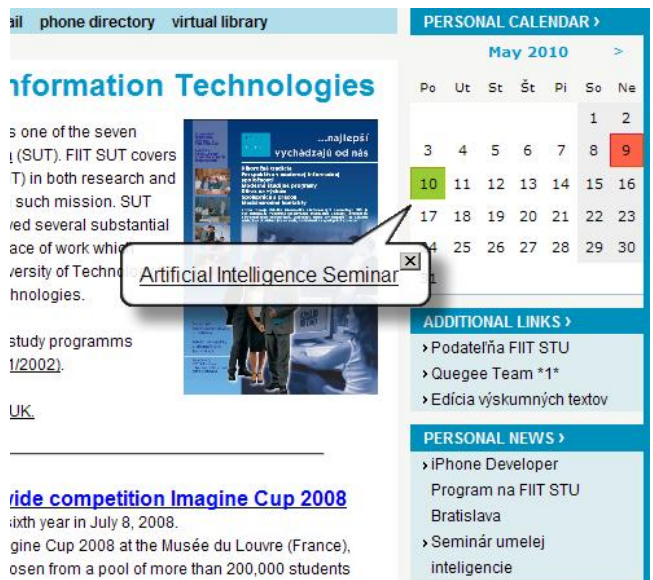 ail phone directory virtual library
nformation Technologies
s one of the seven
(SUT). FIIT SUT covers
T) in both research and
such mission. SUT
ved several substantial
ace of work which
versity of Techno
hnologies.
study programms
1/2002).
UK.
...najlepší
vychádzajú od nás
Artificial Intelligence Seminar
vide competition Imagine Cup 2008
sixth year in July 8, 2008.
gine Cup 2008 at the Musée du Louvre (France),
osen from a pool of more than 200,000 students
PERSONAL CALENDAR ›
May 2010 >
Po Ut St Št Pi So Ne
1 2
3 4 5 6 7 8 9
10 11 12 13 14 15 16
17 18 19 20 21 22 23
24 25 26 27 28 29 30
31
ADDITIONAL LINKS ›
› Podateľňa FIIT STU
› Quegee Team *1*
› Edícia výskumných textov
PERSONAL NEWS ›
› iPhone Developer
Program na FIIT STU
Bratislava
› Seminár umelej
inteligencie